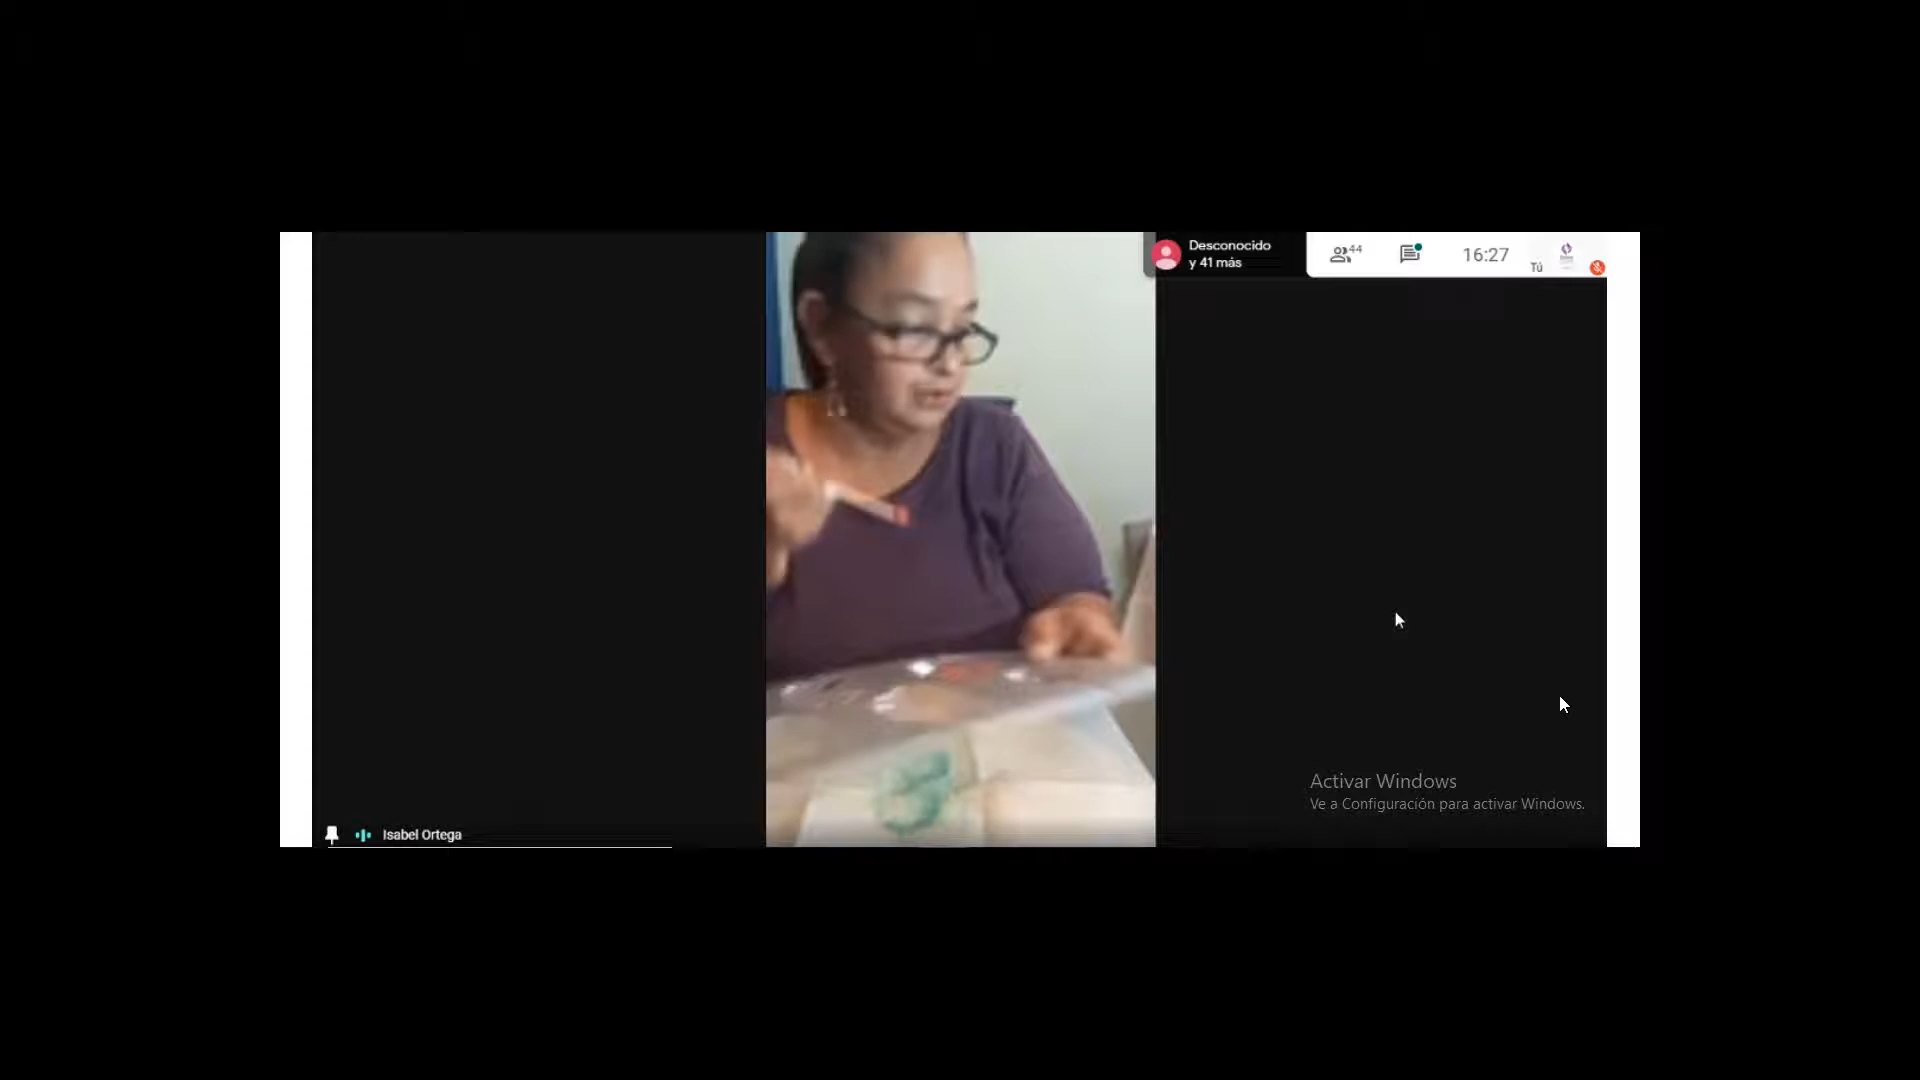 Desconocido
y 41 más
44
16:27
Tú
Activar Windows
Ve a Configuración para activar Windows.
Isabel Ortega